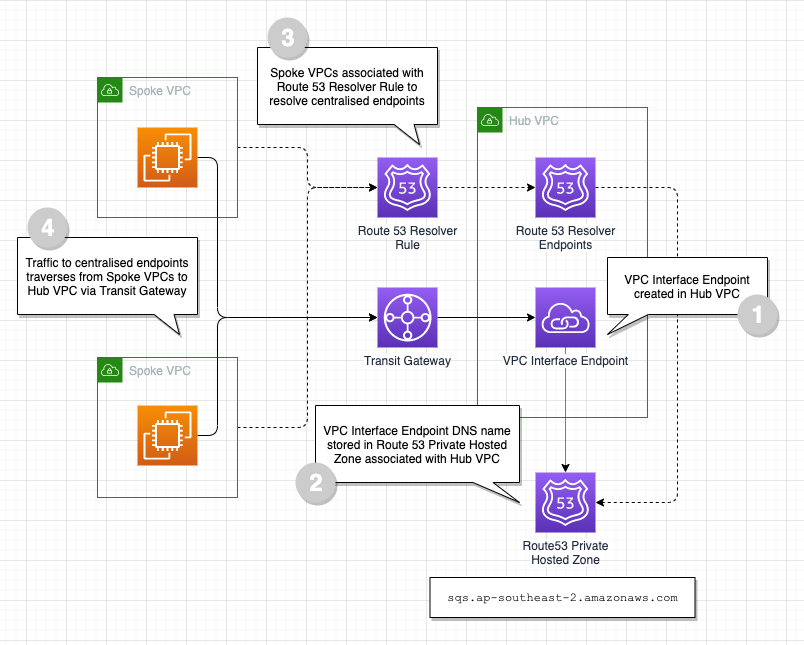 3
Spoke VPCs associated with
Route 53 Resolver Rule to
resolve centralised endpoints
Spoke VPC
Hub VPC
53
53
Route 53 Resolver
Rule
Route 53 Resolver
Endpoints
4
Traffic to centralised endpoints
traverses from Spoke VPCs to
Hub VPC via Transit Gateway
VPC Interface Endpoint
created in Hub VPC
1
Transit Gateway
VPC Interface Endpoint
Spoke VPC
VPC Interface Endpoint DNS name
stored in Route 53 Private Hosted
Zone associated with Hub VPC
2
53
Route53 Private
Hosted Zone
sqs.ap-southeast-2.amazonaws.com